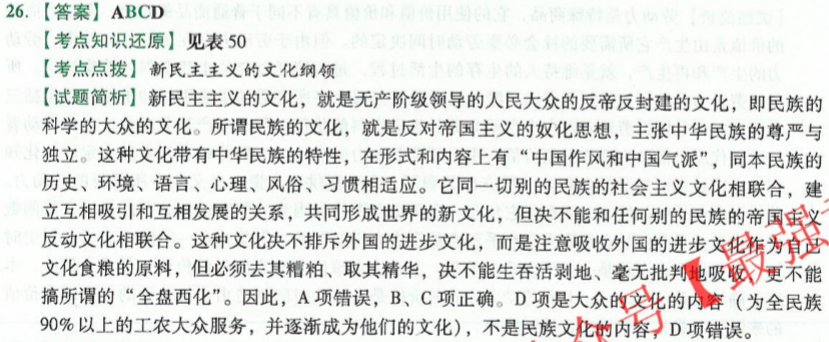 26.【答案】ABCD
【考点知识还原】见表50
【考点点拨】新民主主义的文化纲领
【试题简析】新民主主义的文化，就是无产阶级领导的人民大众的反帝反封建的文化，即民族的
科学的大众的文化。所谓民族的文化，就是反对帝国主义的奴化思想，主张中华民族的尊严与
独立。这种文化带有中华民族的特性，在形式和内容上有“中国作风和中国气派”，同本民族的
历史、环境、语言、心理、风俗、习惯相适应。它同一切别的民族的社会主义文化相联合，建
立互相吸引和互相发展的关系，共同形成世界的新文化，但决不能和任何别的民族的帝国主义
反动文化相联合。这种文化决不排斥外国的进步文化，而是注意吸收外国的进步文化作为自己
文化食粮的原料，但必须去其糟粕、取其精华，决不能生吞活剥地、毫无批判地吸收，更不能
搞所谓的“全盘西化”。因此，A项错误，B、C项正确。D项是大众的文化的内容（为全民族
90%以上的工农大众服务，并逐渐成为他们的文化），不是民族文化的内容，D项错误。
号【最强